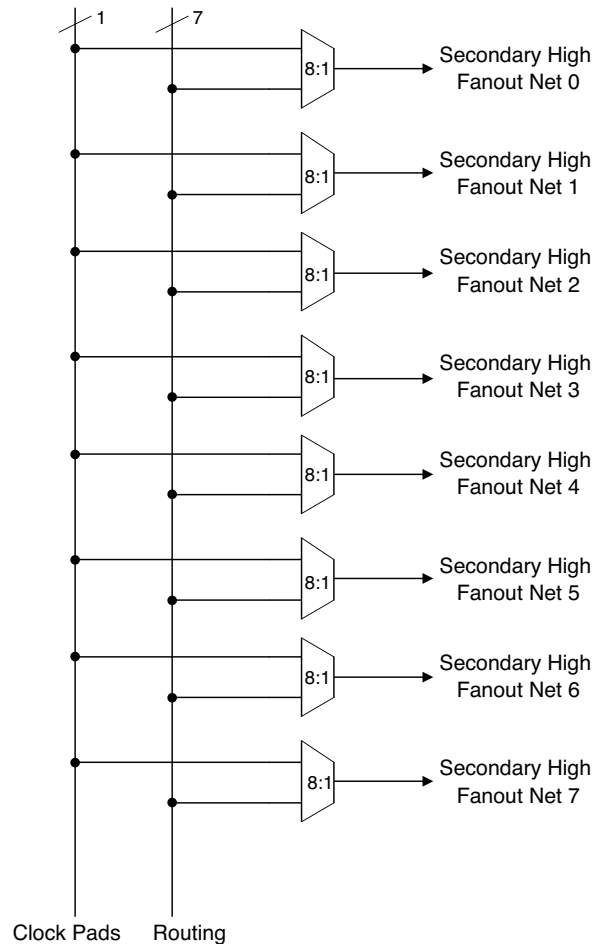 1
7
8:1
Secondary High
Fanout Net 0
8:1
Secondary High
Fanout Net 1
8:1
Secondary High
Fanout Net 2
8:1
Secondary High
Fanout Net 3
8:1
Secondary High
Fanout Net 4
8:1
Secondary High
Fanout Net 5
8:1
Secondary High
Fanout Net 6
8:1
Secondary High
Fanout Net 7
Clock Pads
Routing